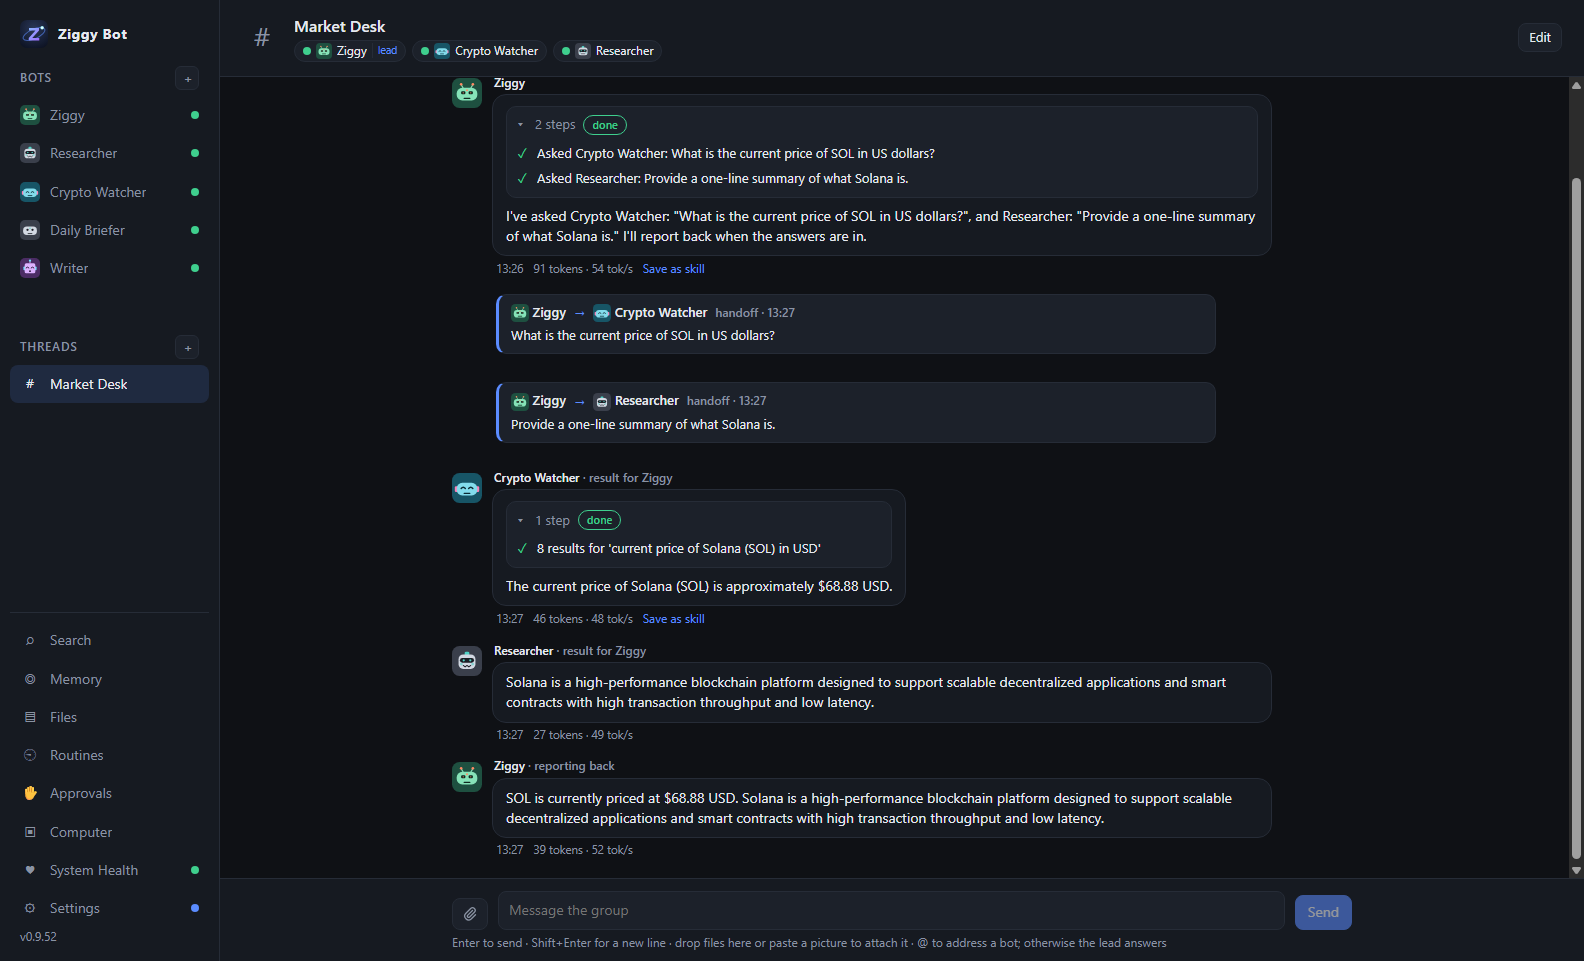 Ziggy Bot
BOTS
+
Ziggy
Researcher
Crypto Watcher
Daily Briefer
Writer
THREADS
+
# Market Desk
Search
Memory
Files
Routines
Approvals
Computer
System Health
Settings
v0.9.52
# Market Desk
Ziggy lead
Crypto Watcher
Researcher
Edit
Ziggy
2 steps done
✓ Asked Crypto Watcher: What is the current price of SOL in US dollars?
✓ Asked Researcher: Provide a one-line summary of what Solana is.
I've asked Crypto Watcher: "What is the current price of SOL in US dollars?", and Researcher: "Provide a one-line summary
of what Solana is." I'll report back when the answers are in.
13:26 91 tokens · 54 tok/s Save as skill
Ziggy → Crypto Watcher handoff · 13:27
What is the current price of SOL in US dollars?
Ziggy → Researcher handoff · 13:27
Provide a one-line summary of what Solana is.
Crypto Watcher · result for Ziggy
1 step done
✓ 8 results for 'current price of Solana (SOL) in USD'
The current price of Solana (SOL) is approximately $68.88 USD.
13:27 46 tokens · 48 tok/s Save as skill
Researcher · result for Ziggy
Solana is a high-performance blockchain platform designed to support scalable decentralized applications and smart
contracts with high transaction throughput and low latency.
13:27 27 tokens · 49 tok/s
Ziggy · reporting back
SOL is currently priced at $68.88 USD. Solana is a high-performance blockchain platform designed to support scalable
decentralized applications and smart contracts with high transaction throughput and low latency.
13:27 39 tokens · 52 tok/s
Message the group
Send
Enter to send · Shift+Enter for a new line · drop files here or paste a picture to attach it · @ to address a bot; otherwise the lead answers